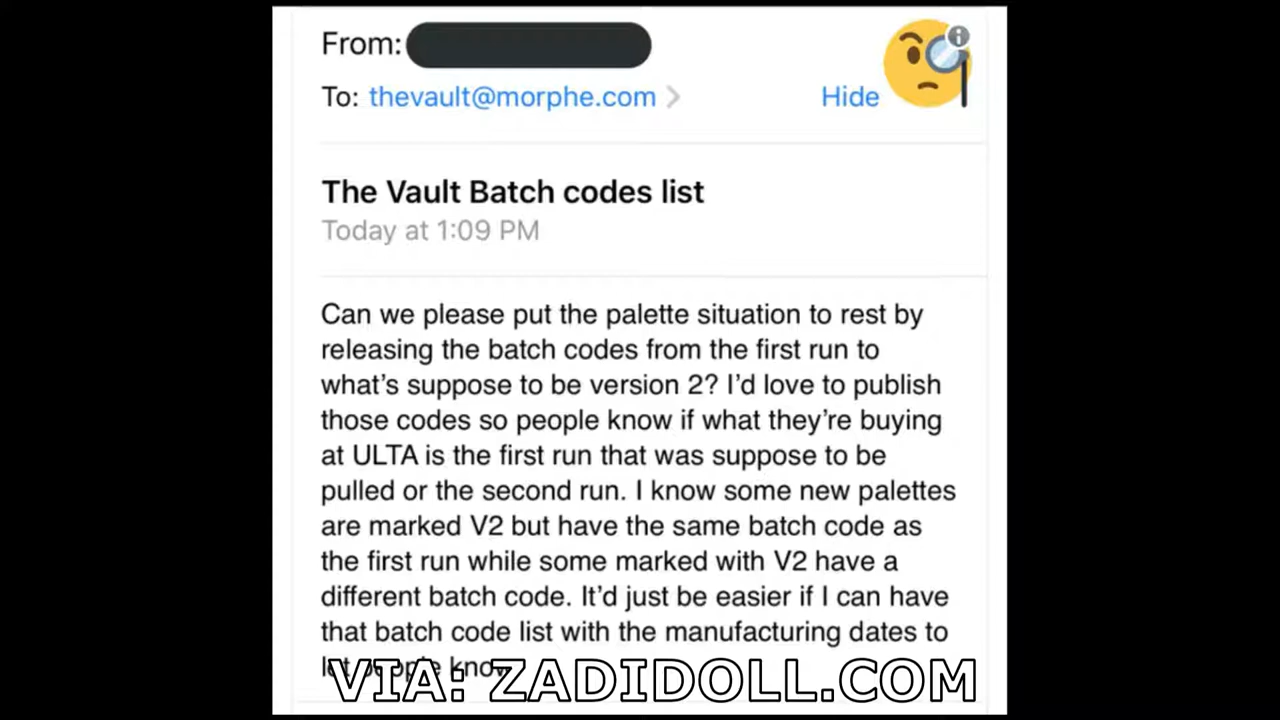 From:
To: thevault@morphe.com
Hide
The Vault Batch codes list
Today at 1:09 PM
Can we please put the palette situation to rest by
releasing the batch codes from the first run to
what's suppose to be version 2? I'd love to publish
those codes so people know if what they're buying
at ULTA is the first run that was suppose to be
pulled or the second run. I know some new palettes
are marked V2 but have the same batch code as
the first run while some marked with V2 have a
different batch code. It'd just be easier if I can have
that batch code list with the manufacturing dates to
let people know
VIA: ZADIDOLL.COM